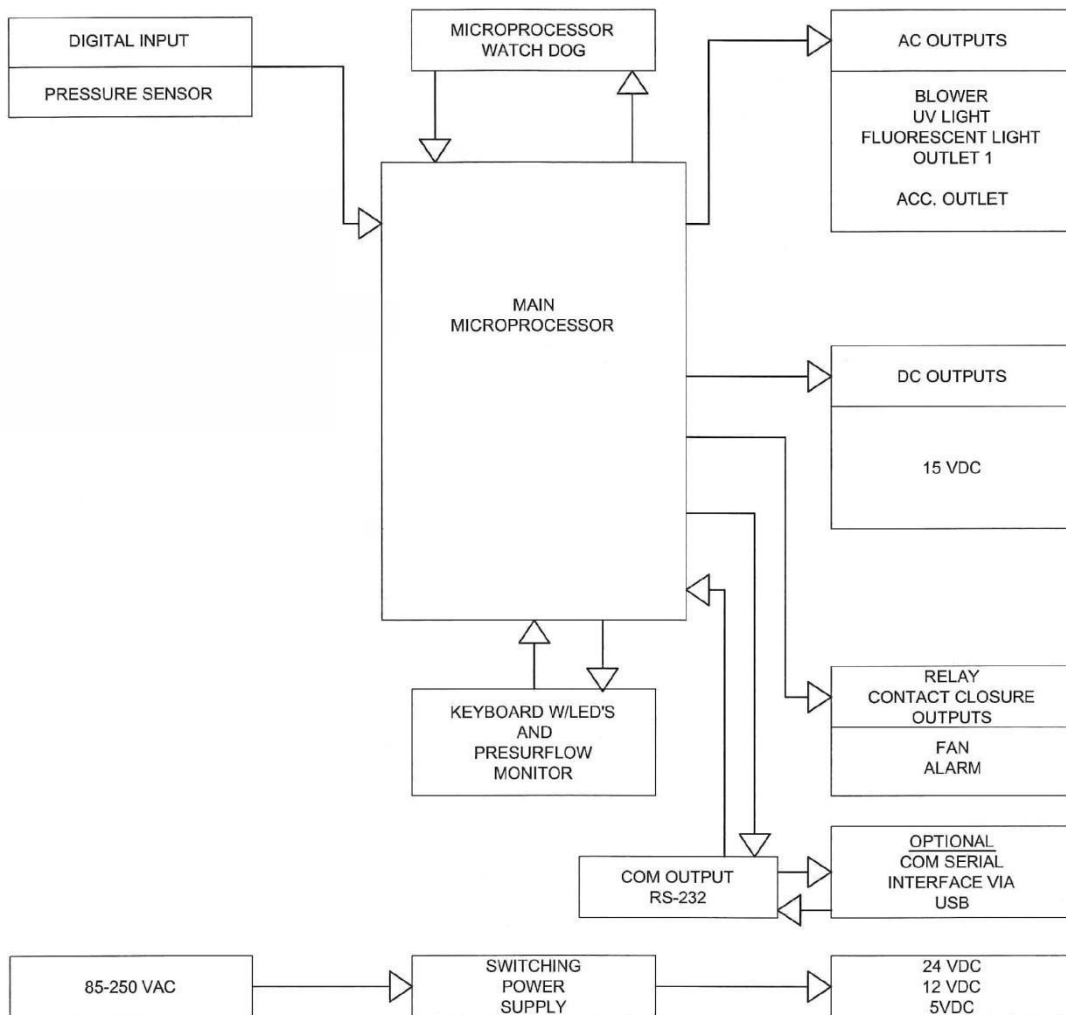 DIGITAL INPUT
PRESSURE SENSOR
MICROPROCESSOR
WATCH DOG
AC OUTPUTS
BLOWER
UV LIGHT
FLUORESCENT LIGHT
OUTLET 1
ACC. OUTLET
MAIN
MICROPROCESSOR
DC OUTPUTS
15 VDC
KEYBOARD W/LED'S
AND
PRESURFLOW
MONITOR
RELAY
CONTACT CLOSURE
OUTPUTS
FAN
ALARM
COM OUTPUT
RS-232
OPTIONAL
COM SERIAL
INTERFACE VIA
USB
85-250 VAC
SWITCHING
POWER
SUPPLY
24 VDC
12 VDC
5VDC